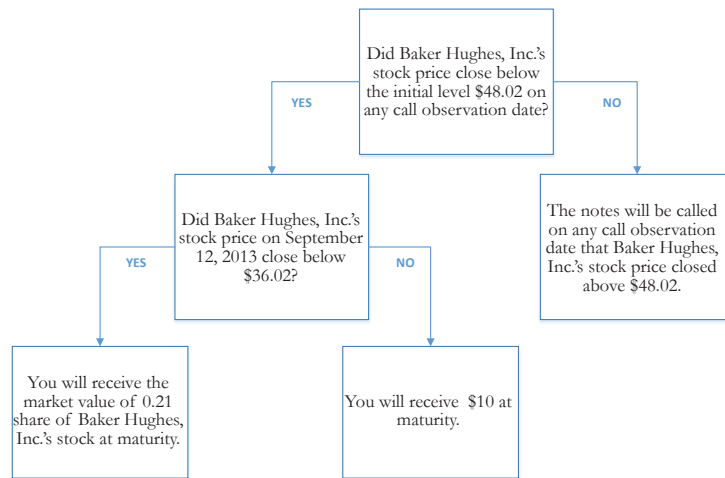 Did Baker Hughes, Inc.'s
stock price close below
the initial level $48.02 on
any call observation date?
YES
NO
Did Baker Hughes, Inc.'s
stock price on September
12, 2013 close below
$36.02?
The notes will be called
on any call observation
date that Baker Hughes,
Inc.'s stock price closed
above $48.02.
YES
NO
You will receive the
market value of 0.21
share of Baker Hughes,
Inc.'s stock at maturity.
You will receive $10 at
maturity.